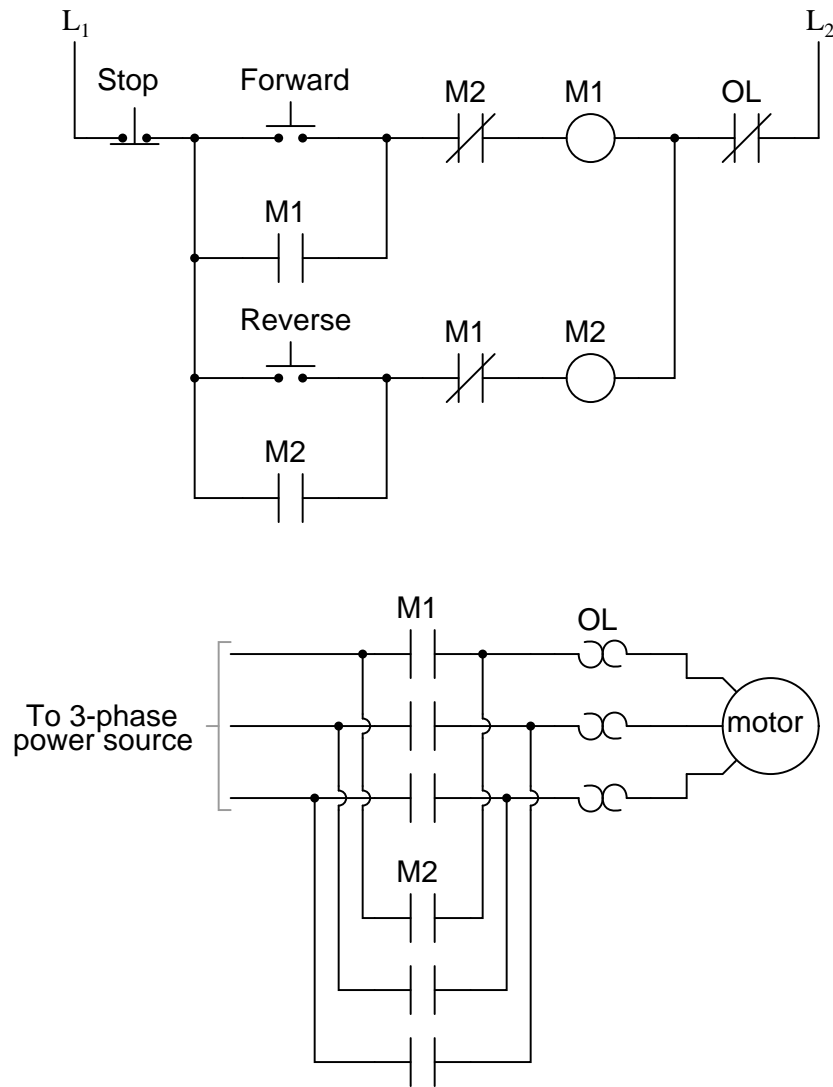 L1 L2
Stop Forward M2 M1 OL
M1
Reverse M1 M2
M2
M1 OL
To 3-phase
power source
motor
M2